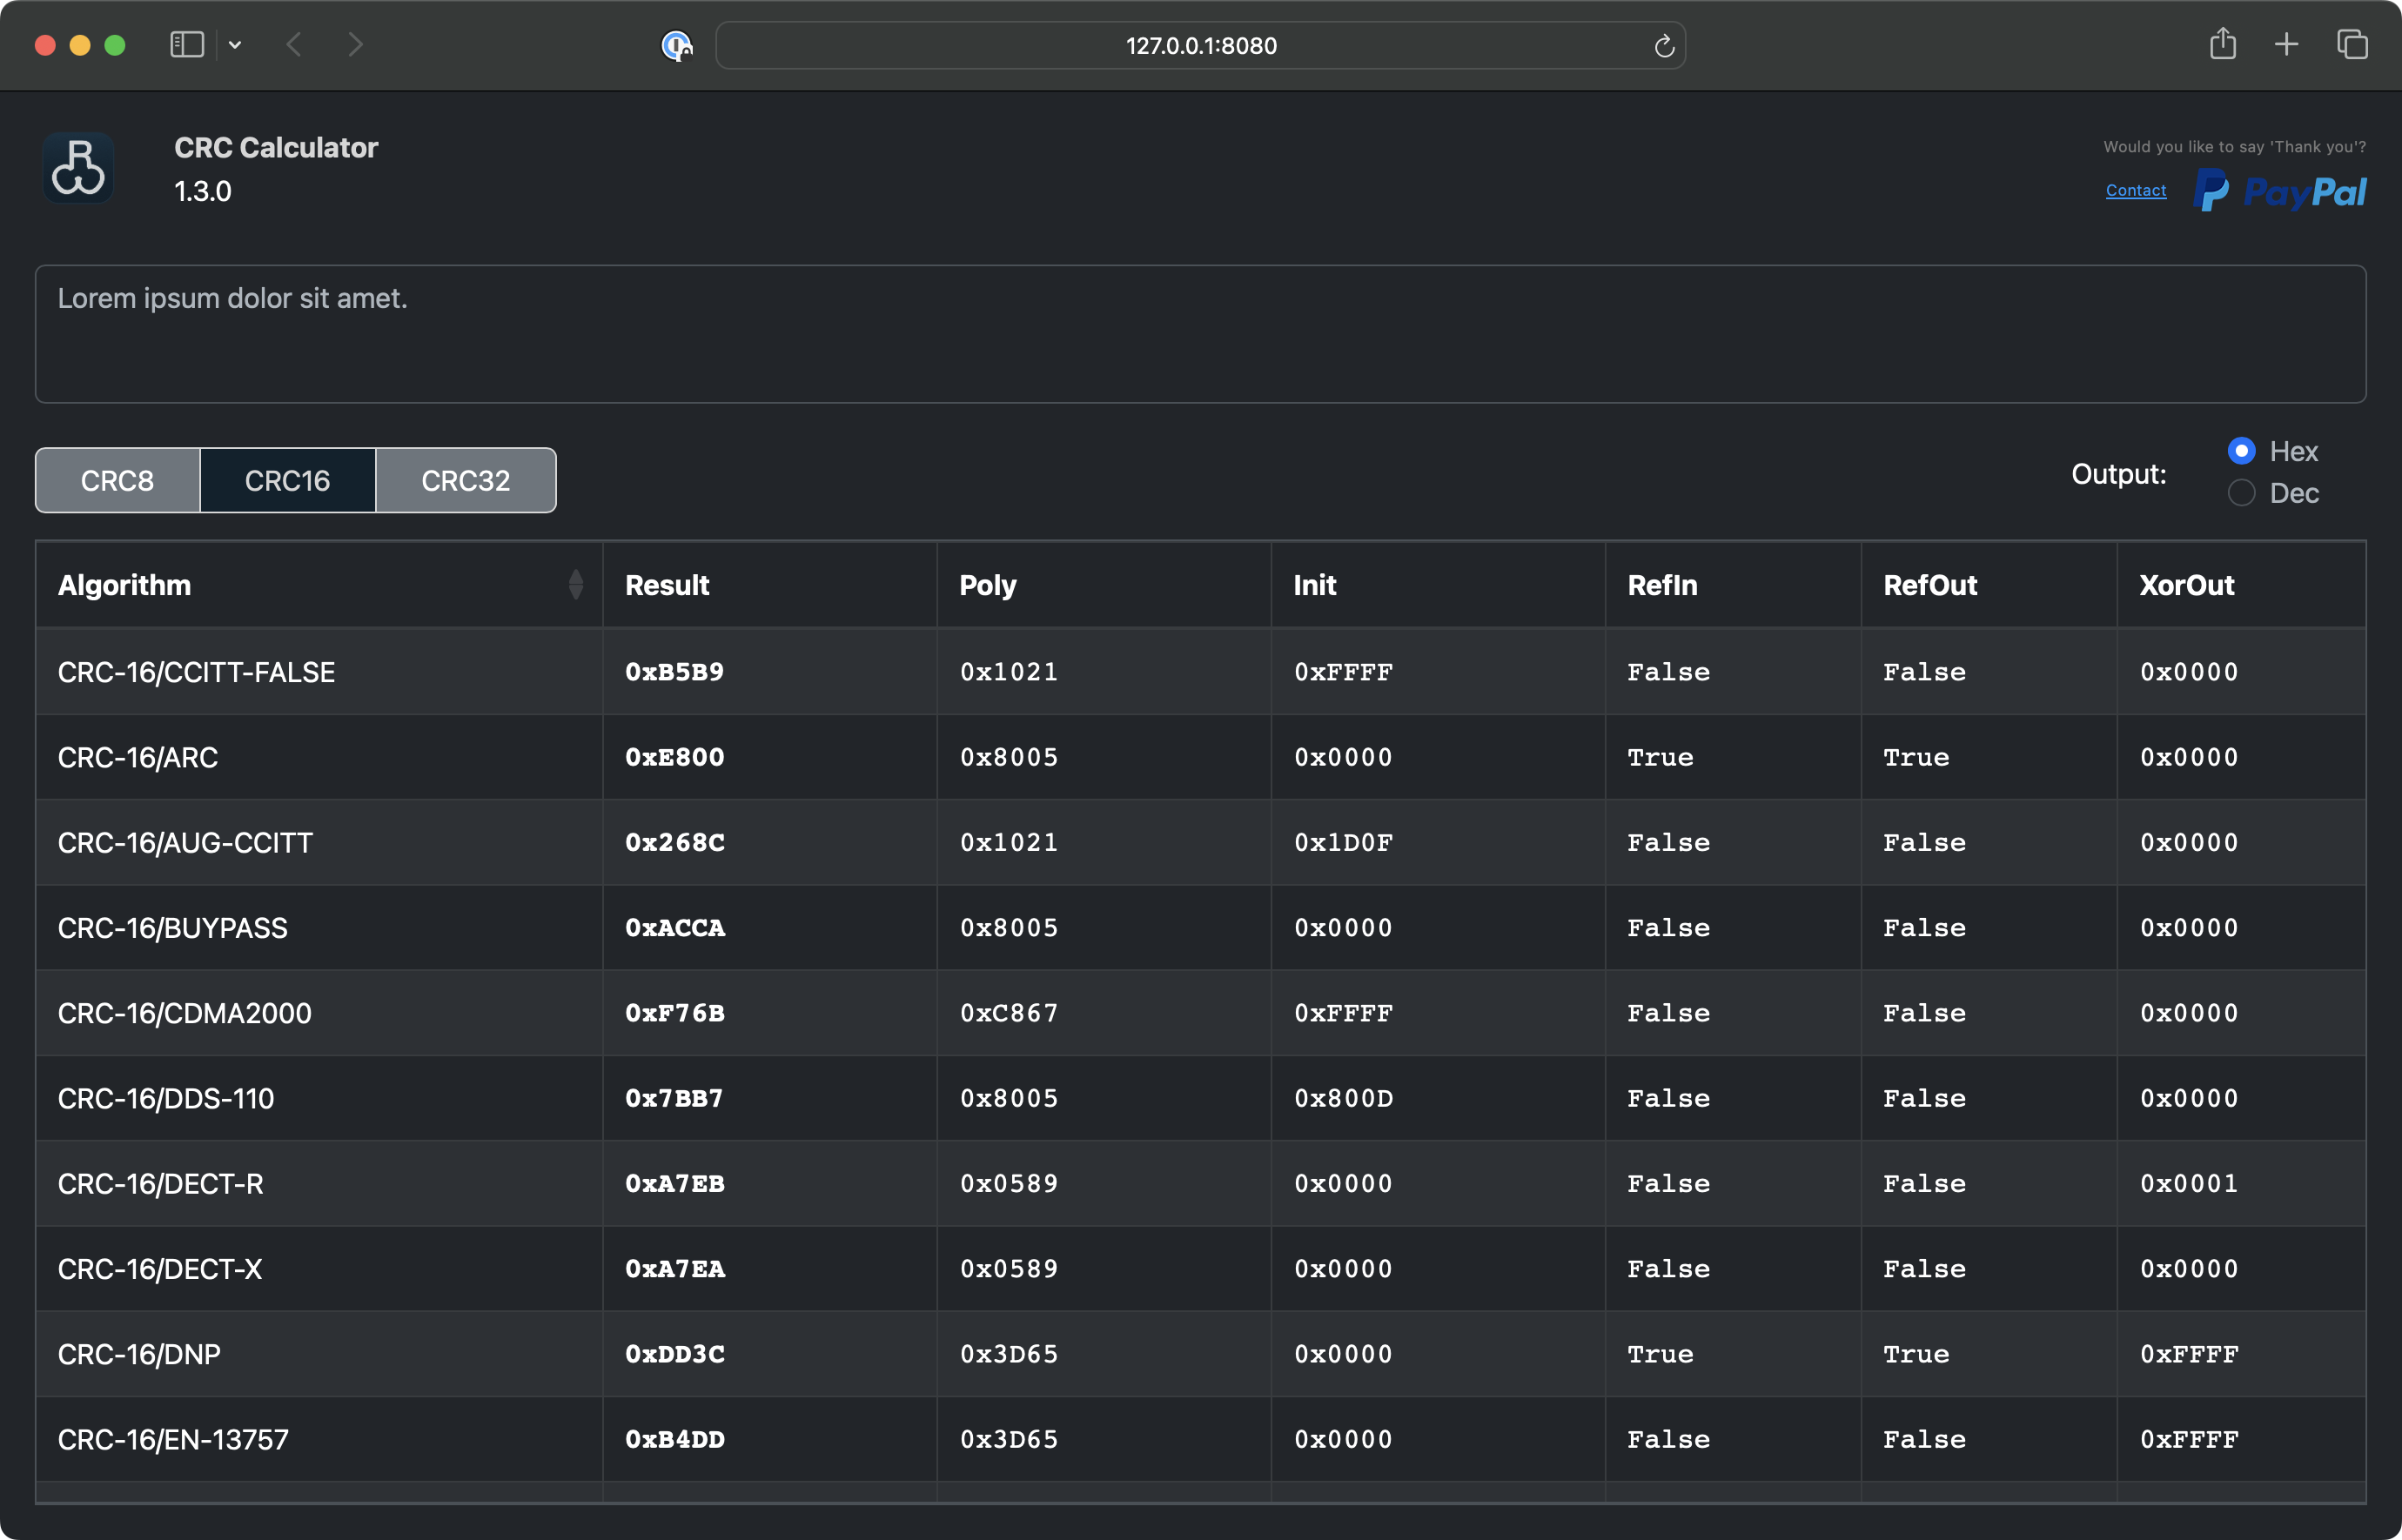 127.0.0.1:8080
CRC Calculator
1.3.0
Would you like to say 'Thank you'?
Contact PayPal
Lorem ipsum dolor sit amet.
CRC8 CRC16 CRC32
Output:
Hex
Dec
Algorithm Result Poly Init RefIn RefOut XorOut
CRC-16/CCITT-FALSE 0xB5B9 0x1021 0xFFFF False False 0x0000
CRC-16/ARC 0xE800 0x8005 0x0000 True True 0x0000
CRC-16/AUG-CCITT 0x268C 0x1021 0x1D0F False False 0x0000
CRC-16/BUYPASS 0xACCA 0x8005 0x0000 False False 0x0000
CRC-16/CDMA2000 0xF76B 0xC867 0xFFFF False False 0x0000
CRC-16/DDS-110 0x7BB7 0x8005 0x800D False False 0x0000
CRC-16/DECT-R 0xA7EB 0x0589 0x0000 False False 0x0001
CRC-16/DECT-X 0xA7EA 0x0589 0x0000 False False 0x0000
CRC-16/DNP 0xDD3C 0x3D65 0x0000 True True 0xFFFF
CRC-16/EN-13757 0xB4DD 0x3D65 0x0000 False False 0xFFFF